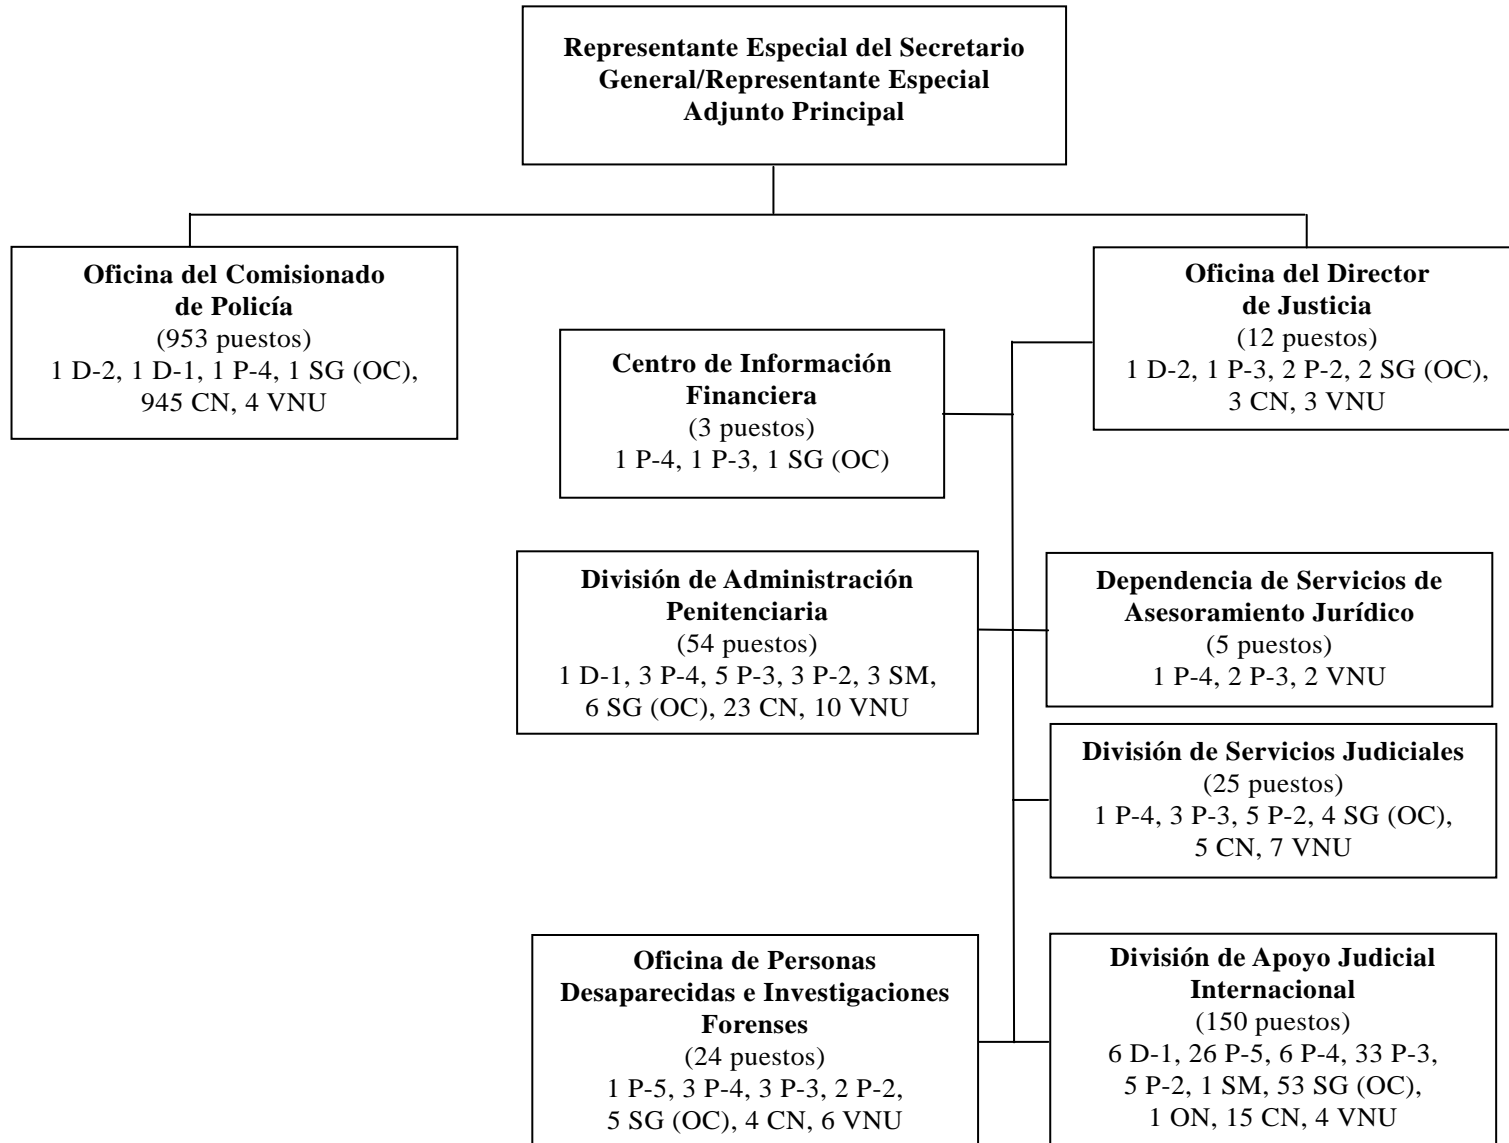 Representante Especial del Secretario
General/Representante Especial
Adjunto Principal
Oficina del Comisionado
de Policía
(953 puestos)
1 D-2, 1 D-1, 1 P-4, 1 SG (OC),
945 CN, 4 VNU
Oficina del Director
de Justicia
(12 puestos)
1 D-2, 1 P-3, 2 P-2, 2 SG (OC),
3 CN, 3 VNU
Centro de Información
Financiera
(3 puestos)
1 P-4, 1 P-3, 1 SG (OC)
División de Administración
Penitenciaria
(54 puestos)
1 D-1, 3 P-4, 5 P-3, 3 P-2, 3 SM,
6 SG (OC), 23 CN, 10 VNU
Dependencia de Servicios de
Asesoramiento Jurídico
(5 puestos)
1 P-4, 2 P-3, 2 VNU
División de Servicios Judiciales
(25 puestos)
1 P-4, 3 P-3, 5 P-2, 4 SG (OC),
5 CN, 7 VNU
Oficina de Personas
Desaparecidas e Investigaciones
Forenses
(24 puestos)
1 P-5, 3 P-4, 3 P-3, 2 P-2,
5 SG (OC), 4 CN, 6 VNU
División de Apoyo Judicial
Internacional
(150 puestos)
6 D-1, 26 P-5, 6 P-4, 33 P-3,
5 P-2, 1 SM, 53 SG (OC),
1 ON, 15 CN, 4 VNU